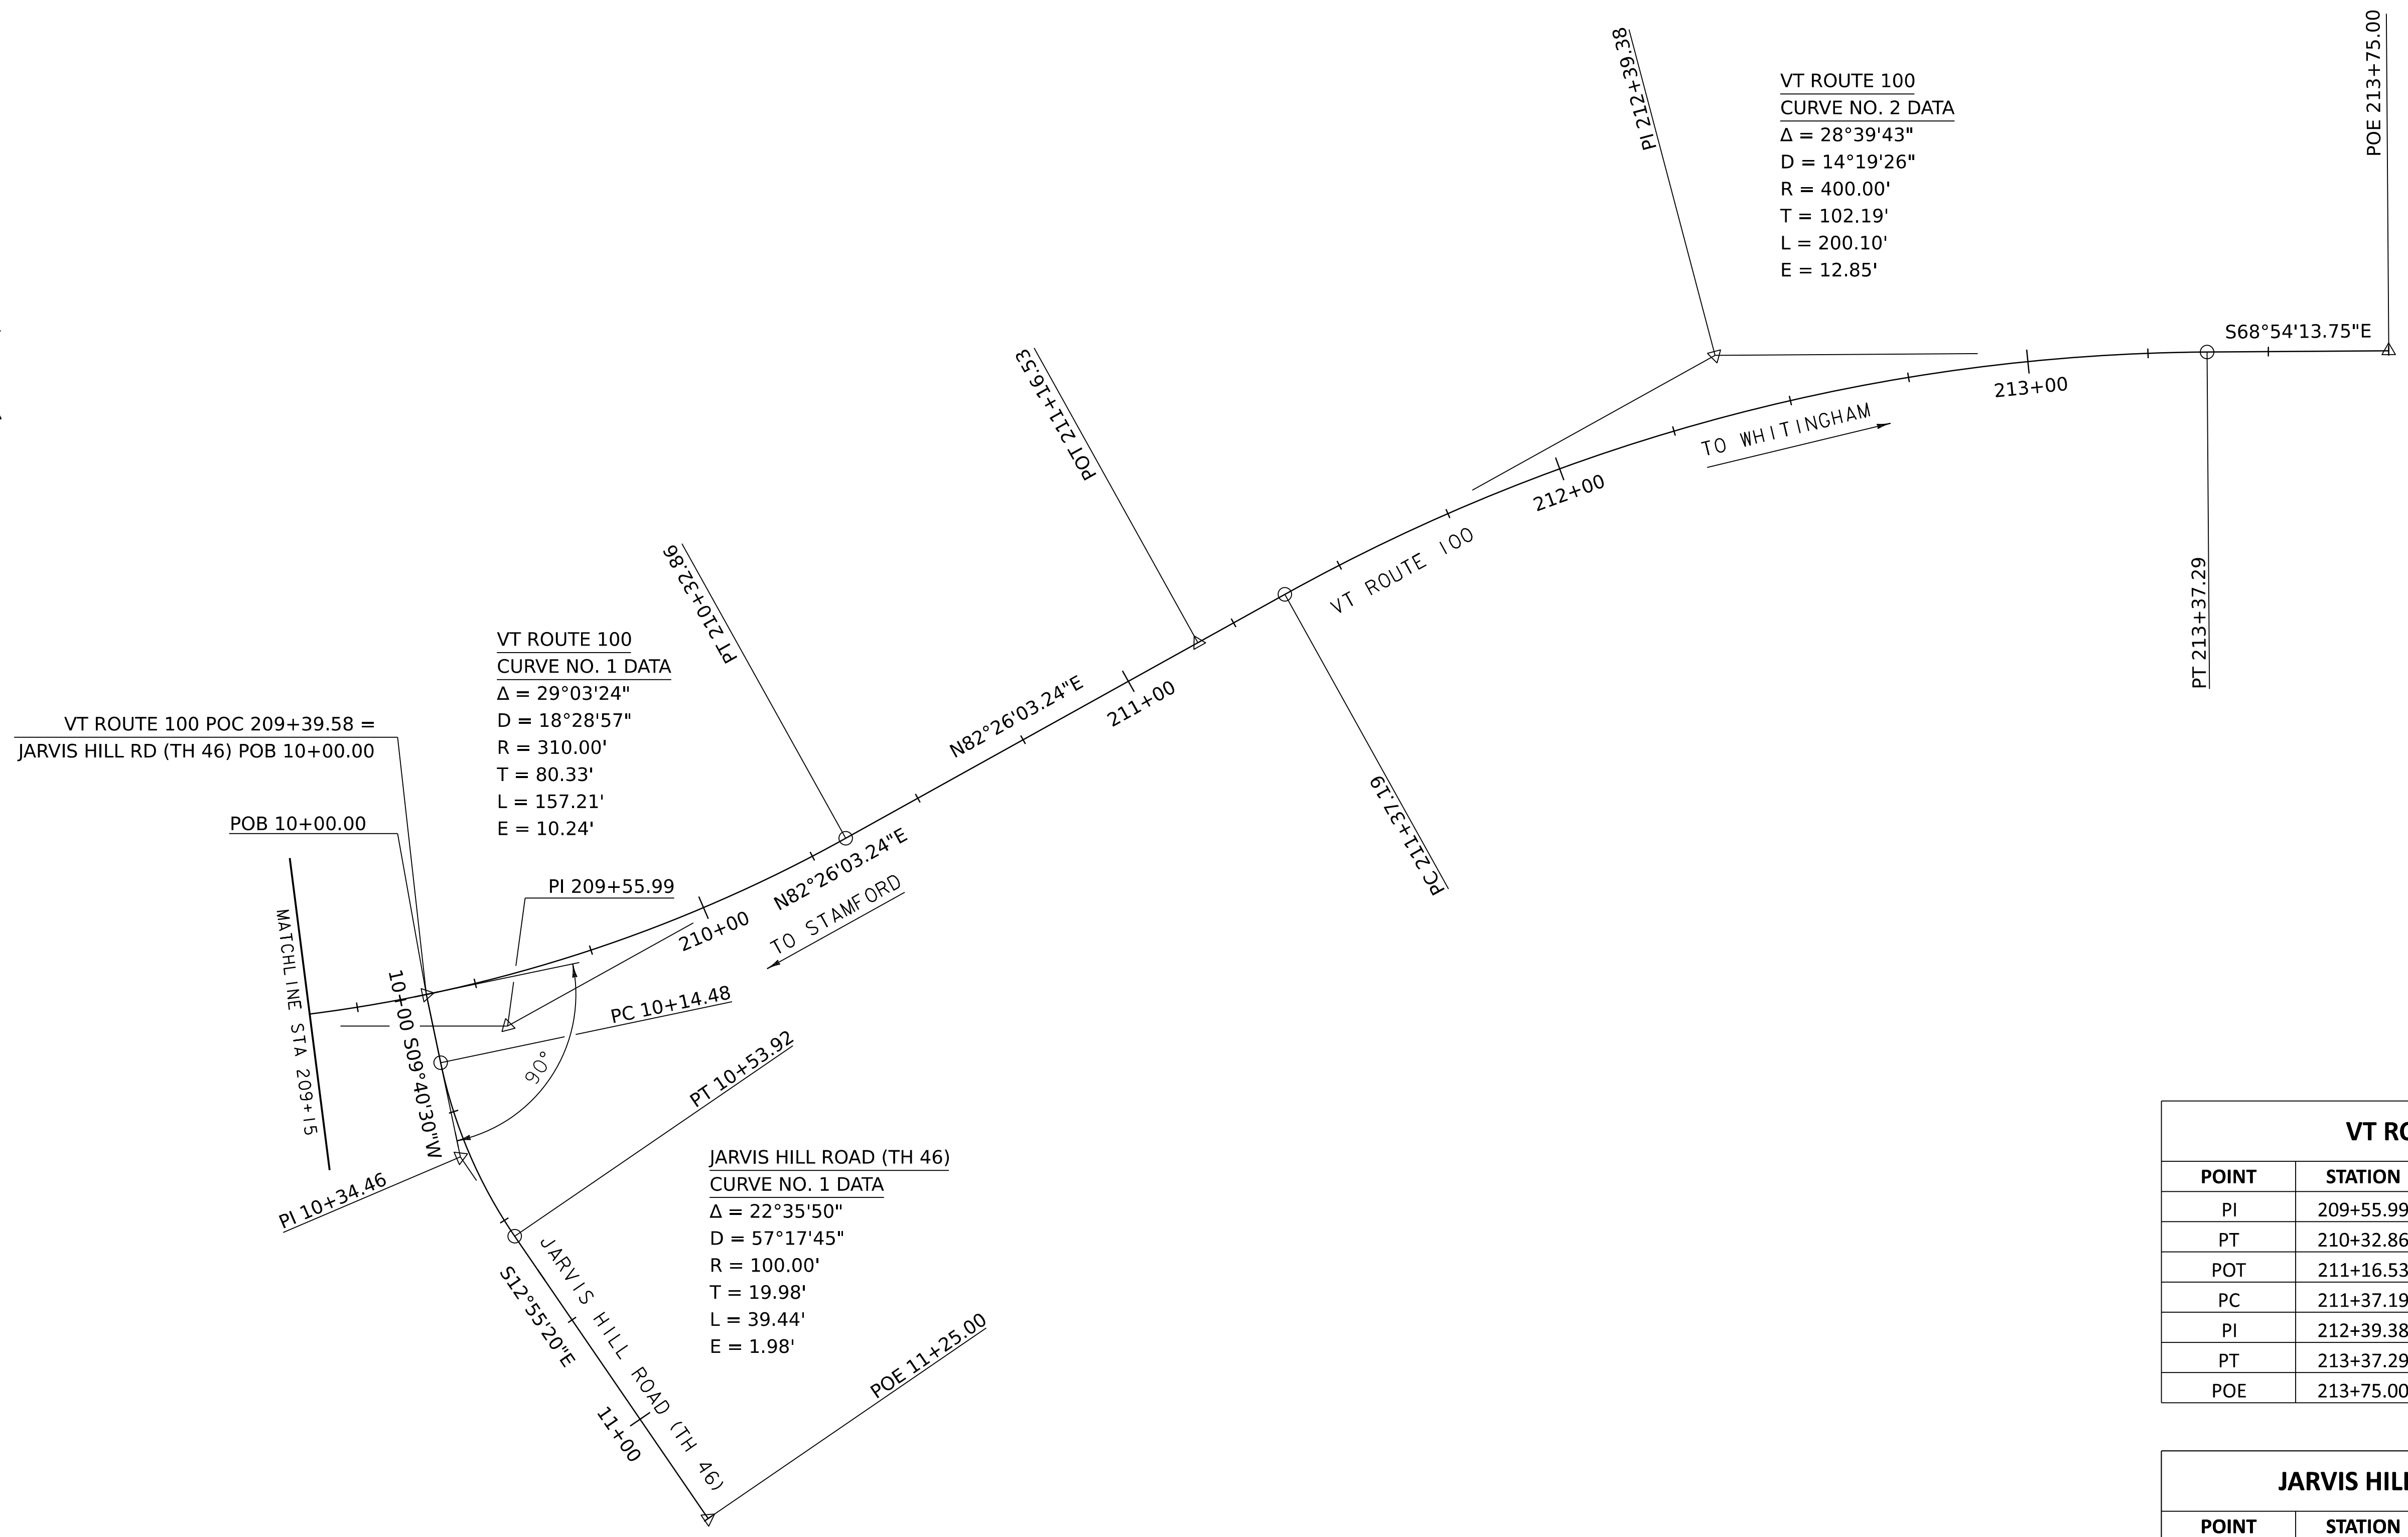 PI 212+39.38
POE 213+75.00
VT ROUTE 100
CURVE NO. 2 DATA
Δ = 28°39'43"
D = 14°19'26"
R = 400.00'
T = 102.19'
L = 200.10'
E = 12.85'
S68°54'13.75"E
213+00
TO WHITINGHAM
212+00
POT 211+16.53
VT ROUTE 100
PT 213+37.29
PT 210+32.86
N82°26'03.24"E
211+00
PC 211+37.19
VT ROUTE 100
CURVE NO. 1 DATA
Δ = 29°03'24"
D = 18°28'57"
R = 310.00'
T = 80.33'
L = 157.21'
E = 10.24'
VT ROUTE 100 POC 209+39.58 =
JARVIS HILL RD (TH 46) POB 10+00.00
POB 10+00.00
PI 209+55.99
N82°26'03.24"E
TO STAMFORD
210+00
MATCHLINE STA 209+15
10+00
S09°40'30"W
PC 10+14.48
90°
PT 10+53.92
PI 10+34.46
JARVIS HILL ROAD (TH 46)
CURVE NO. 1 DATA
Δ = 22°35'50"
D = 57°17'45"
R = 100.00'
T = 19.98'
L = 39.44'
E = 1.98'
JARVIS HILL ROAD (TH 46)
S12°55'20"E
11+00
POE 11+25.00
VT RO
POINT STATION
PI 209+55.99
PT 210+32.86
POT 211+16.53
PC 211+37.19
PI 212+39.38
PT 213+37.29
POE 213+75.00
JARVIS HILL
POINT STATION